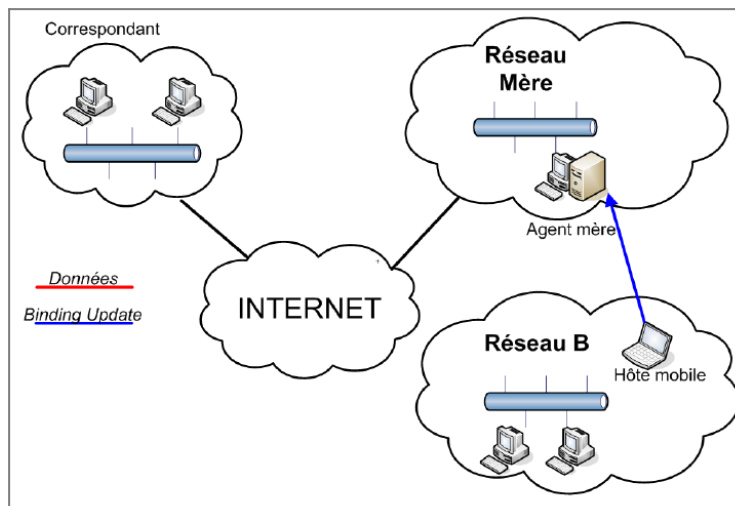 Correspondant
Réseau
Mère
Agent mère
Données
Binding Update
INTERNET
Réseau B
Hôte mobile